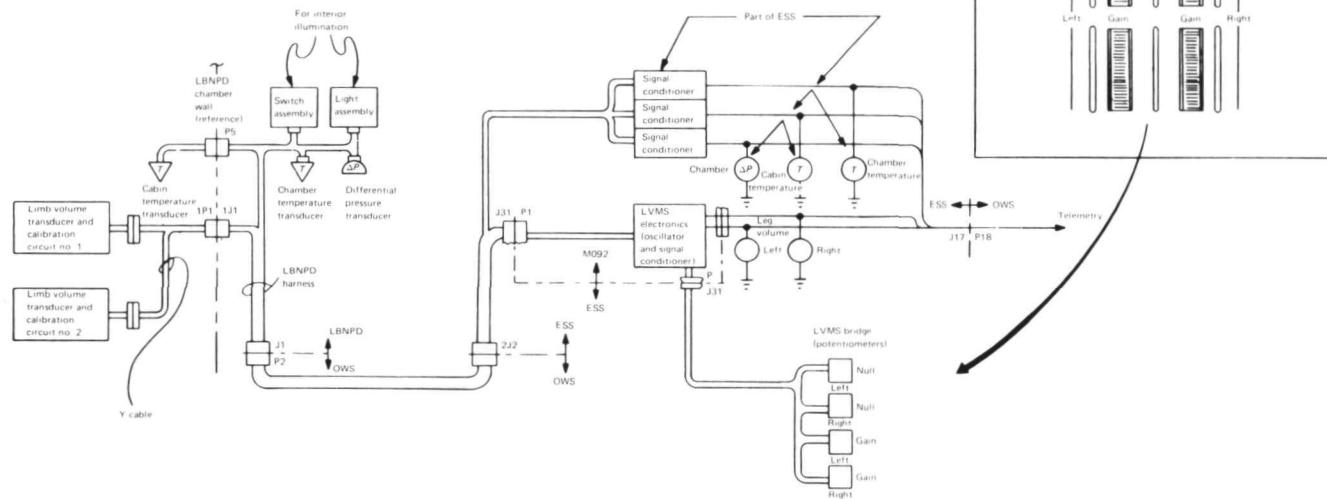 Left Gain Gain Right
For interior
illumination
Part of ESS
LBNPD
chamber
wall
(reference)
Switch
assembly
Light
assembly
P5
T
Cabin
temperature
transducer
T
Chamber
temperature
transducer
ΔP
Differential
pressure
transducer
1P1 1J1
Limb volume
transducer and
calibration
circuit no. 1
Limb volume
transducer and
calibration
circuit no. 2
Y cable
LBNPD
harness
J1
P2
LBNPD
OWS
2J2
ESS
OWS
J31 P1
M092
ESS
Signal
conditioner
Signal
conditioner
Signal
conditioner
Chamber ΔP
Cabin
temperature
T
T
Chamber
temperature
LVMS
electronics
(oscillator
and signal
conditioner)
Leg
volume
Left
Right
P
J31
ESS OWS
J17 P18
Telemetry
LVMS bridge
(potentiometers)
Null
Left
Null
Right
Gain
Left
Gain
Right